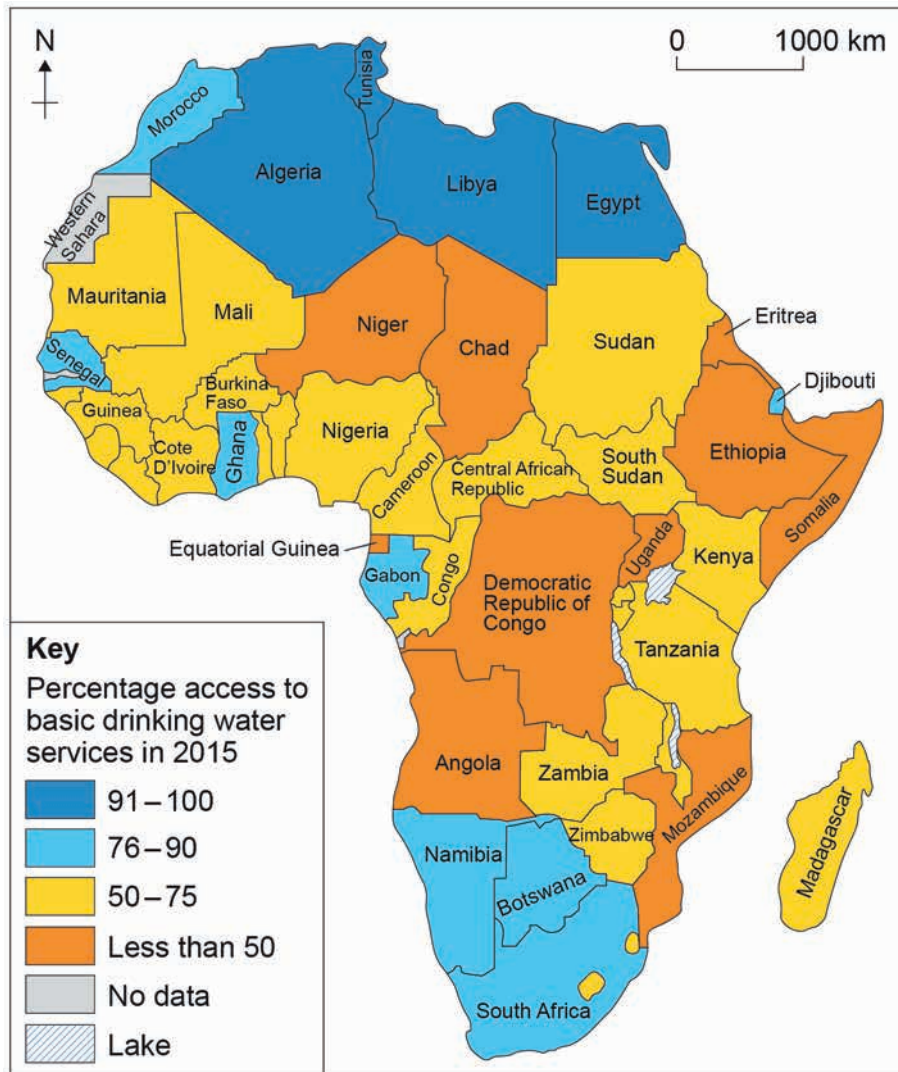 N
0 1000 km
Tunisia
Morocco
Algeria
Libya
Egypt
Western
Sahara
Mauritania
Mali
Niger
Chad
Sudan
Eritrea
Djibouti
Senegal
Burkina
Faso
Guinea
Cote
D'Ivoire
Ghana
Nigeria
Cameroon
Central African
Republic
South
Sudan
Ethiopia
Somalia
Equatorial Guinea
Gabon
Congo
Democratic
Republic of
Congo
Uganda
Kenya
Tanzania
Angola
Zambia
Mozambique
Zimbabwe
Madagascar
Namibia
Botswana
South Africa
Key
Percentage access to
basic drinking water
services in 2015
91–100
76–90
50–75
Less than 50
No data
Lake